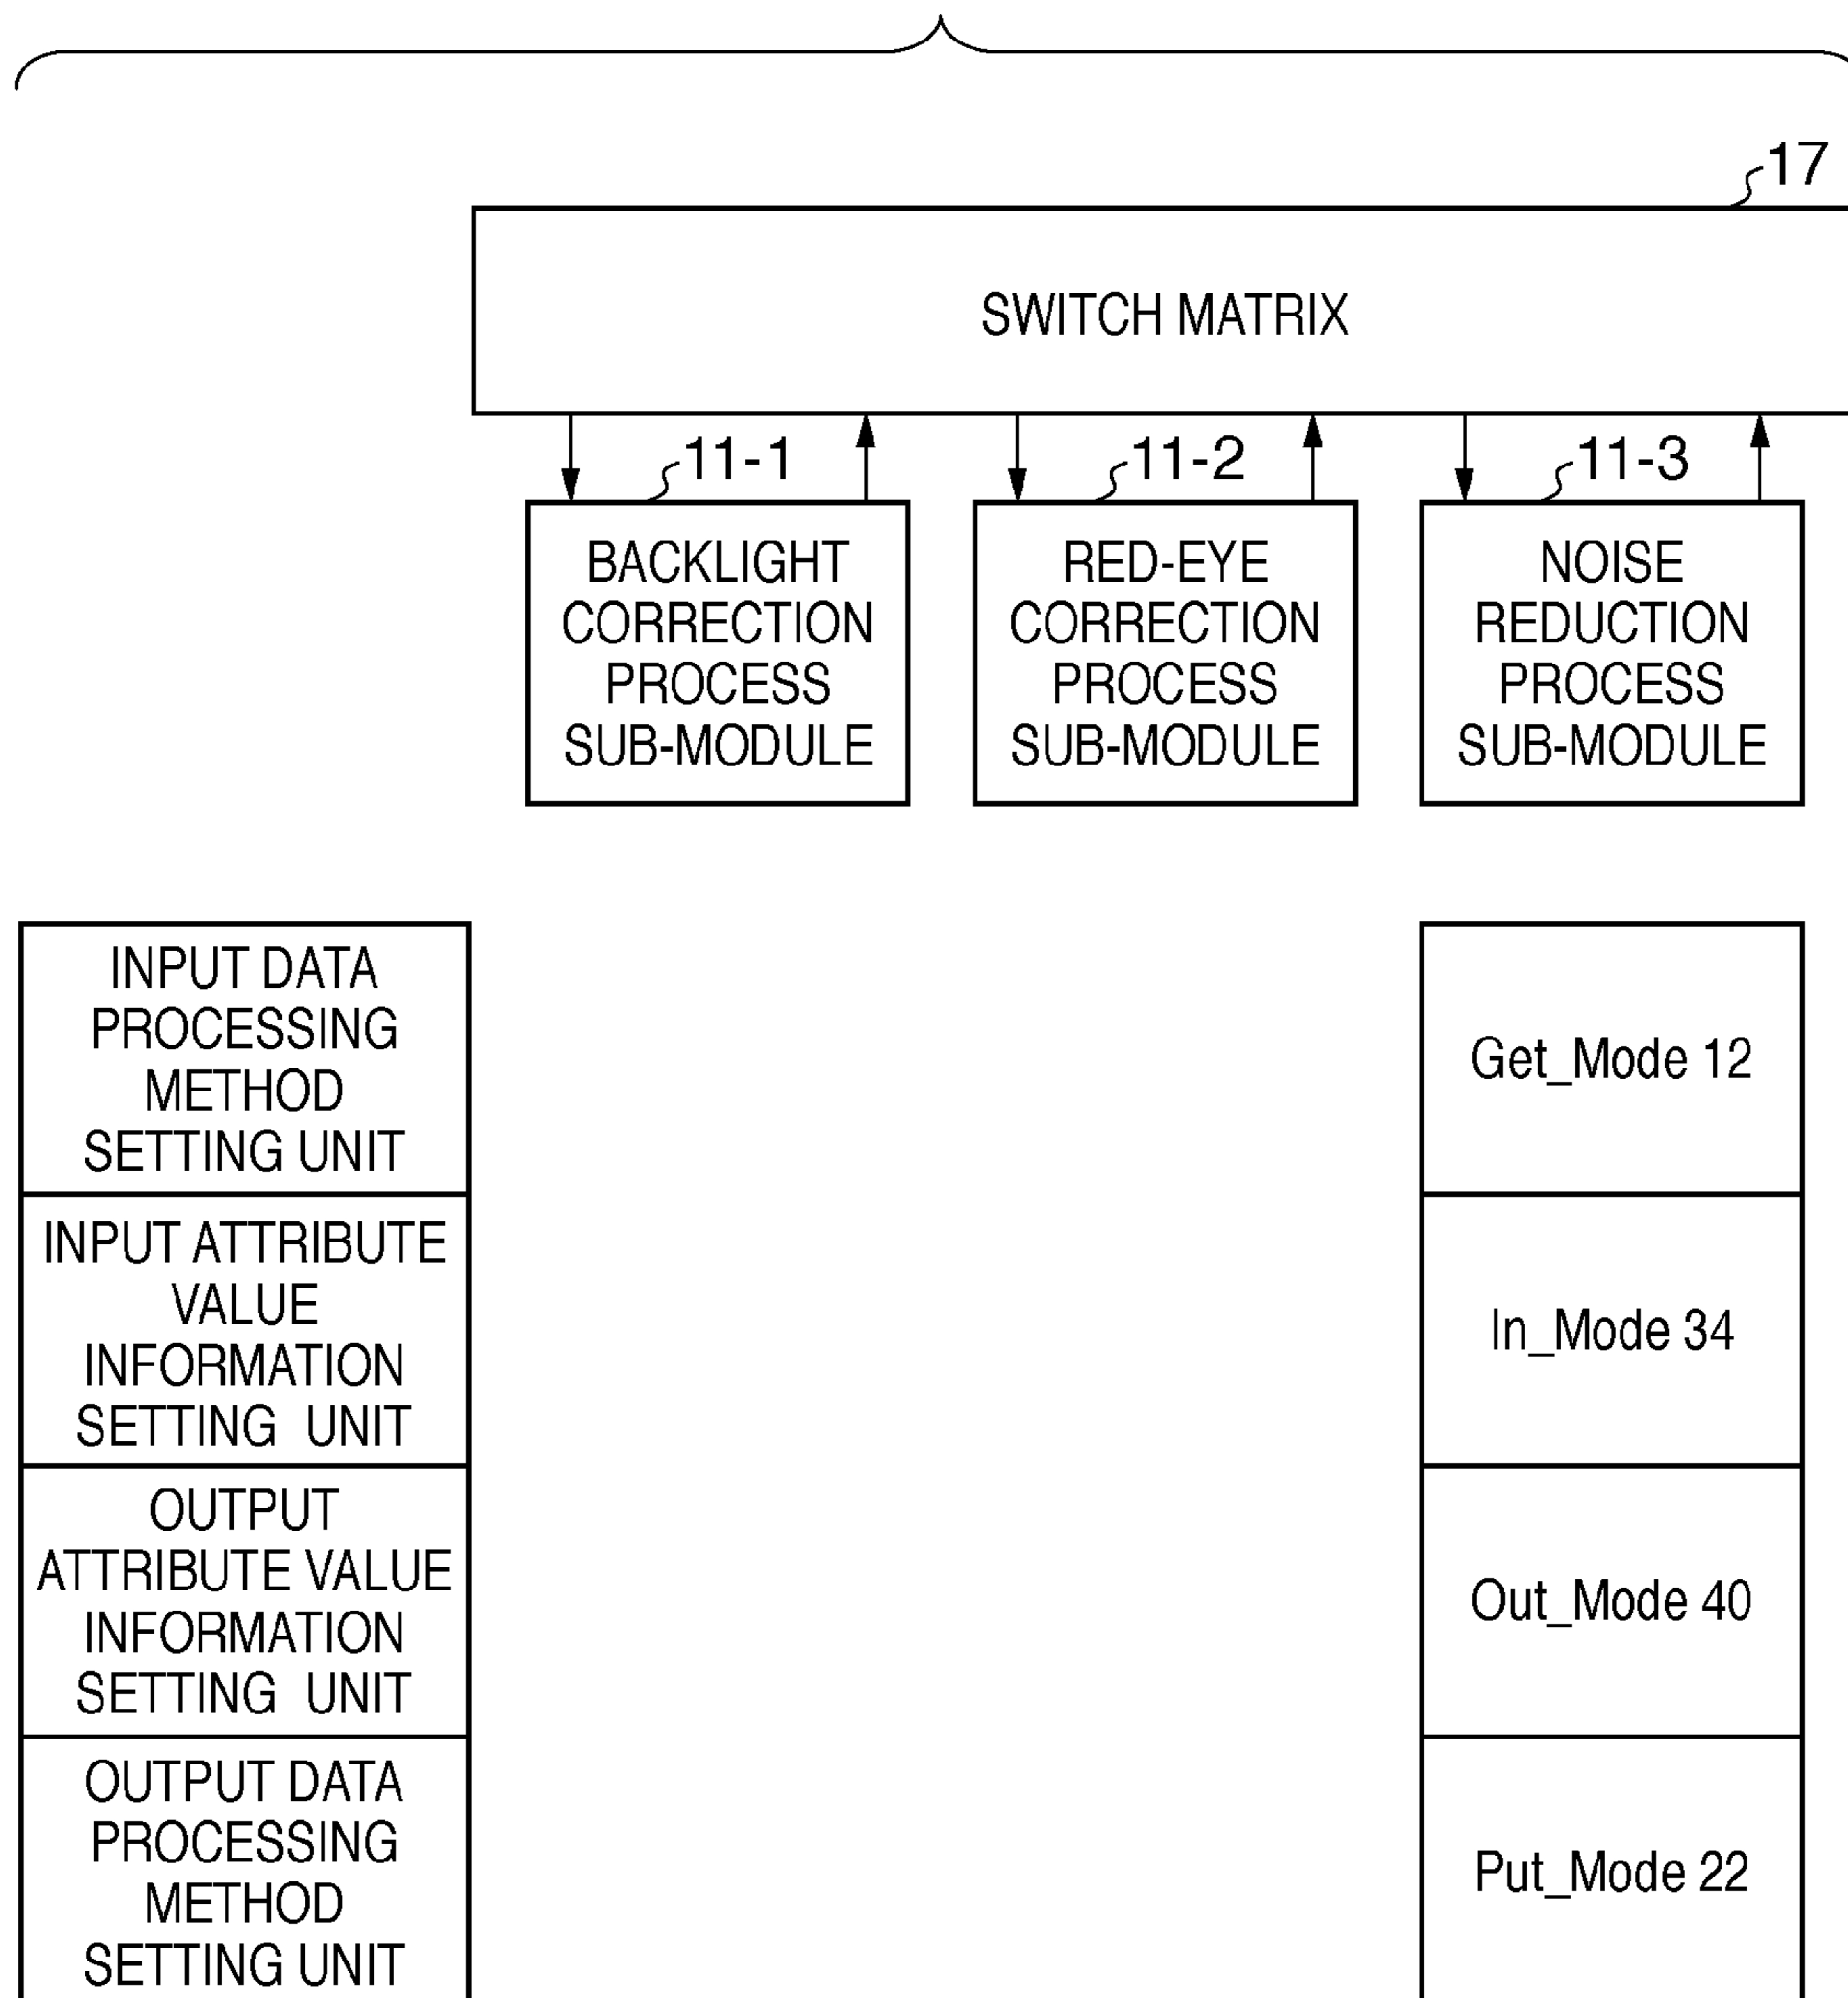 17
SWITCH MATRIX
11-1
11-2
11-3
BACKLIGHT
CORRECTION
PROCESS
SUB-MODULE
RED-EYE
CORRECTION
PROCESS
SUB-MODULE
NOISE
REDUCTION
PROCESS
SUB-MODULE
INPUT DATA
PROCESSING
METHOD
SETTING UNIT
Get_Mode 12
INPUT ATTRIBUTE
VALUE
INFORMATION
SETTING UNIT
In_Mode 34
OUTPUT
ATTRIBUTE VALUE
INFORMATION
SETTING UNIT
Out_Mode 40
OUTPUT DATA
PROCESSING
METHOD
SETTING UNIT
Put_Mode 22